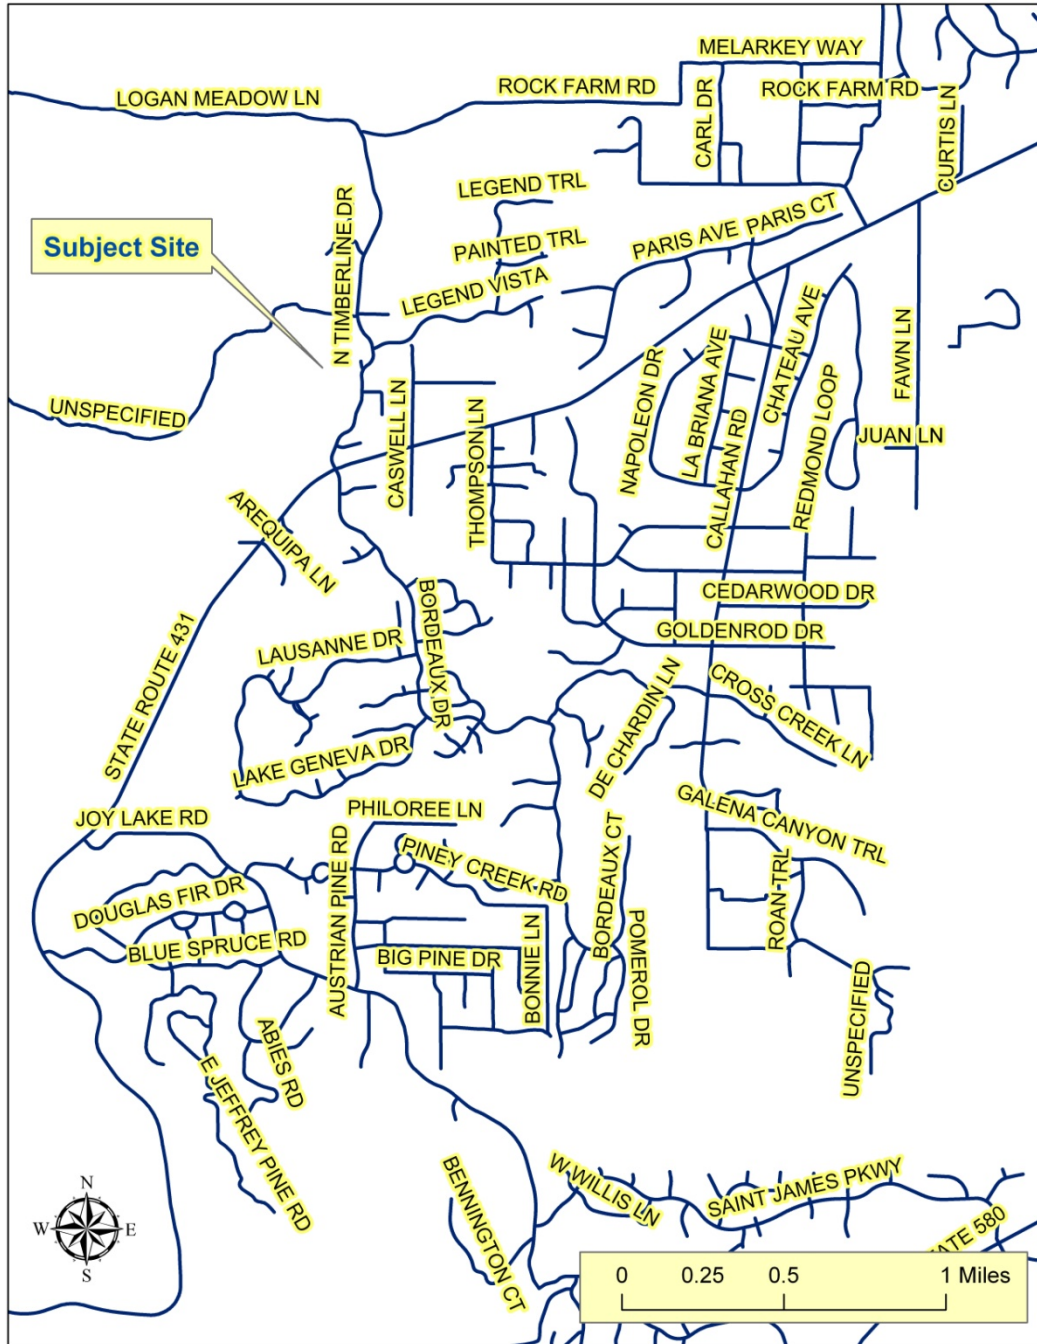 MELARKEY WAY
LOGAN MEADOW LN
ROCK FARM RD
ROCK FARM RD
CARL DR
CURTIS LN
LEGEND TRL
N TIMBERLINE DR
PARIS AVE
PARIS CT
Subject Site
PAINTED TRL
LEGEND VISTA
CHATEAU AVE
FAWN LN
NAPOLEON DR
LA BRIANA AVE
UNSPECIFIED
CASWELL LN
THOMPSON LN
CALLAHAN RD
REDMOND LOOP
JUAN LN
AREQUIPA LN
BORDEAUX DR
CEDARWOOD DR
GOLDENROD DR
LAUSANNE DR
STATE ROUTE 431
DE CHARDIN LN
CROSS CREEK LN
LAKE GENEVA DR
GALENA CANYON TRL
JOY LAKE RD
PHILOREE LN
AUSTRIAN PINE RD
PINEY CREEK RD
BORDEAUX CT
ROAN TRL
DOUGLAS FIR DR
BLUE SPRUCE RD
BIG PINE DR
BONNIE LN
POMEROL DR
UNSPECIFIED
ABIES RD
E JEFFREY PINE RD
BENNINGTON CT
W WILLIS LN
SAINT JAMES PKWY
N
W E
S
ATE 580
0 0.25 0.5 1 Miles